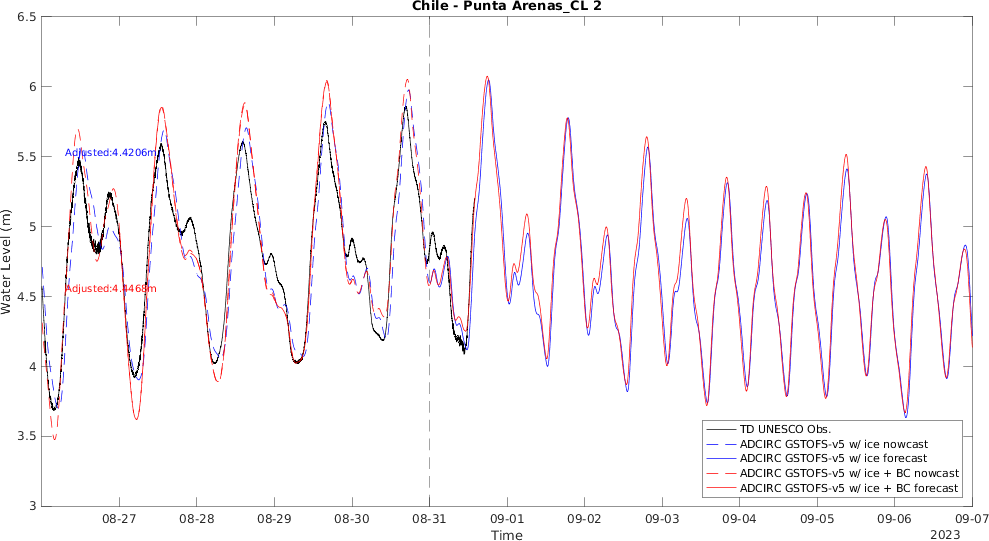 Chile - Punta Arenas_CL 2
6.5
6
5.5
5
4.5
4
3.5
3
Water Level (m)
Adjusted:4.4206m
Adjusted:4.4468m
TD UNESCO Obs.
ADCIRC GSTOFS-v5 w/ ice nowcast
ADCIRC GSTOFS-v5 w/ ice forecast
ADCIRC GSTOFS-v5 w/ ice + BC nowcast
ADCIRC GSTOFS-v5 w/ ice + BC forecast
08-27 08-28 08-29 08-30 08-31 09-01 09-02 09-03 09-04 09-05 09-06 09-07
Time
2023